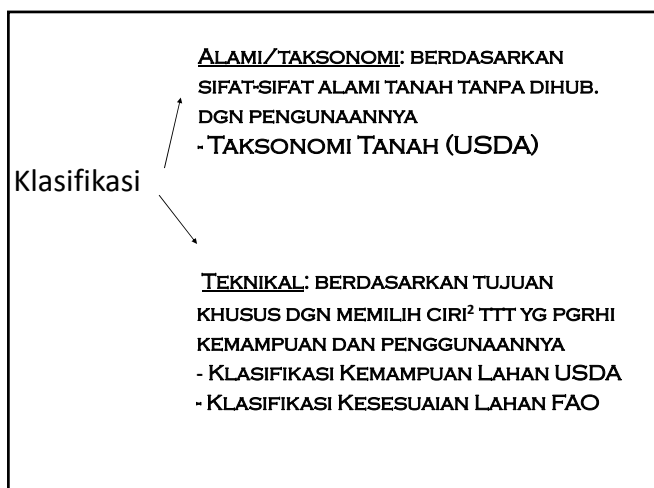 Alami/taksonomi: berdasarkan
sifat-sifat alami tanah tanpa dihub.
dgn pengunaannya
- Taksonomi Tanah (USDA)
Klasifikasi
Teknikal: berdasarkan tujuan
khusus dgn memilih ciri² ttt yg pgrhi
kemampuan dan penggunaannya
- Klasifikasi Kemampuan Lahan USDA
- Klasifikasi Kesesuaian Lahan FAO